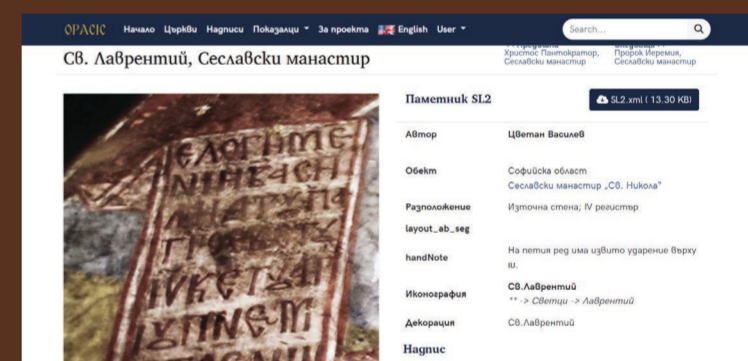 ΟΡΑϹΙϹ Начало Църкви Надписи Показалци За проекта English User Search...
Св. Лаврентий, Сеславски манастир
Христос Пантократор, Сеславски манастир
Пророк Йеремия, Сеславски манастир
Паметник SL2
SL2.xml ( 13.30 KB)
Автор Цветан Василев
Обект Софийска област
Сеславски манастир „Св. Никола"
Разположение Източна стена; IV регистър
layout_ab_seg
handNote На петия ред има извито ударение върху
ш.
Иконография Св.Лаврентий
** -> Светци -> Лаврентий
Декорация Св.Лаврентий
Надпис